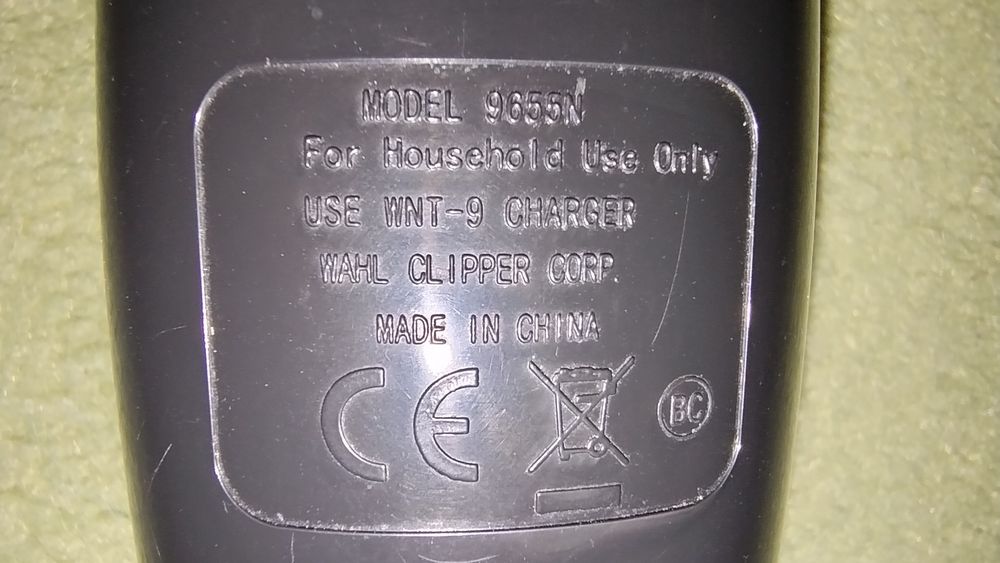 MODEL 9655N
For Household Use Only
USE WNT-9 CHARGER
WAHL CLIPPER CORP.
MADE IN CHINA
CE
BC